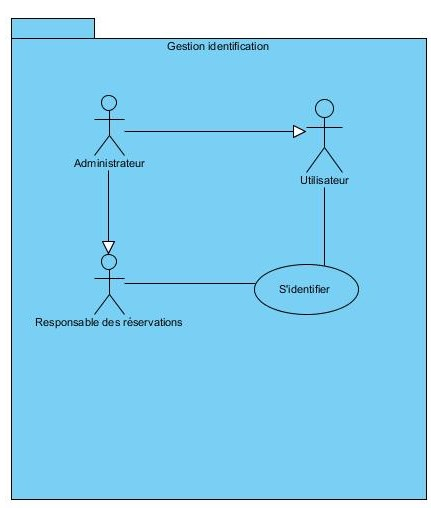 Gestion identification
Administrateur
Utilisateur
S'identifier
Responsable des réservations